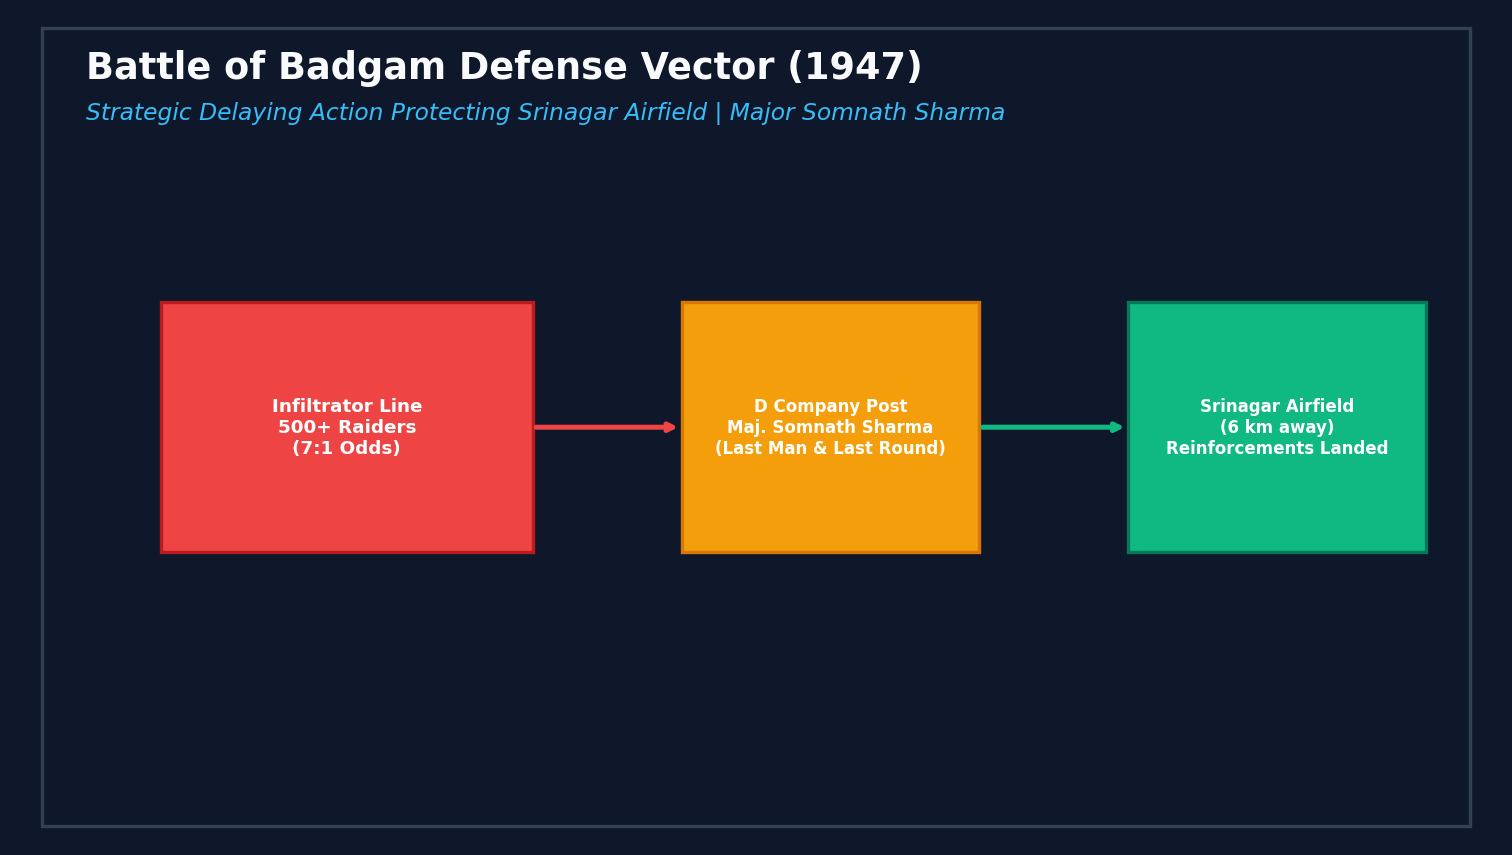 Battle of Badgam Defense Vector (1947)
Strategic Delaying Action Protecting Srinagar Airfield | Major Somnath Sharma
Infiltrator Line
500+ Raiders
(7:1 Odds)
D Company Post
Maj. Somnath Sharma
(Last Man & Last Round)
Srinagar Airfield
(6 km away)
Reinforcements Landed